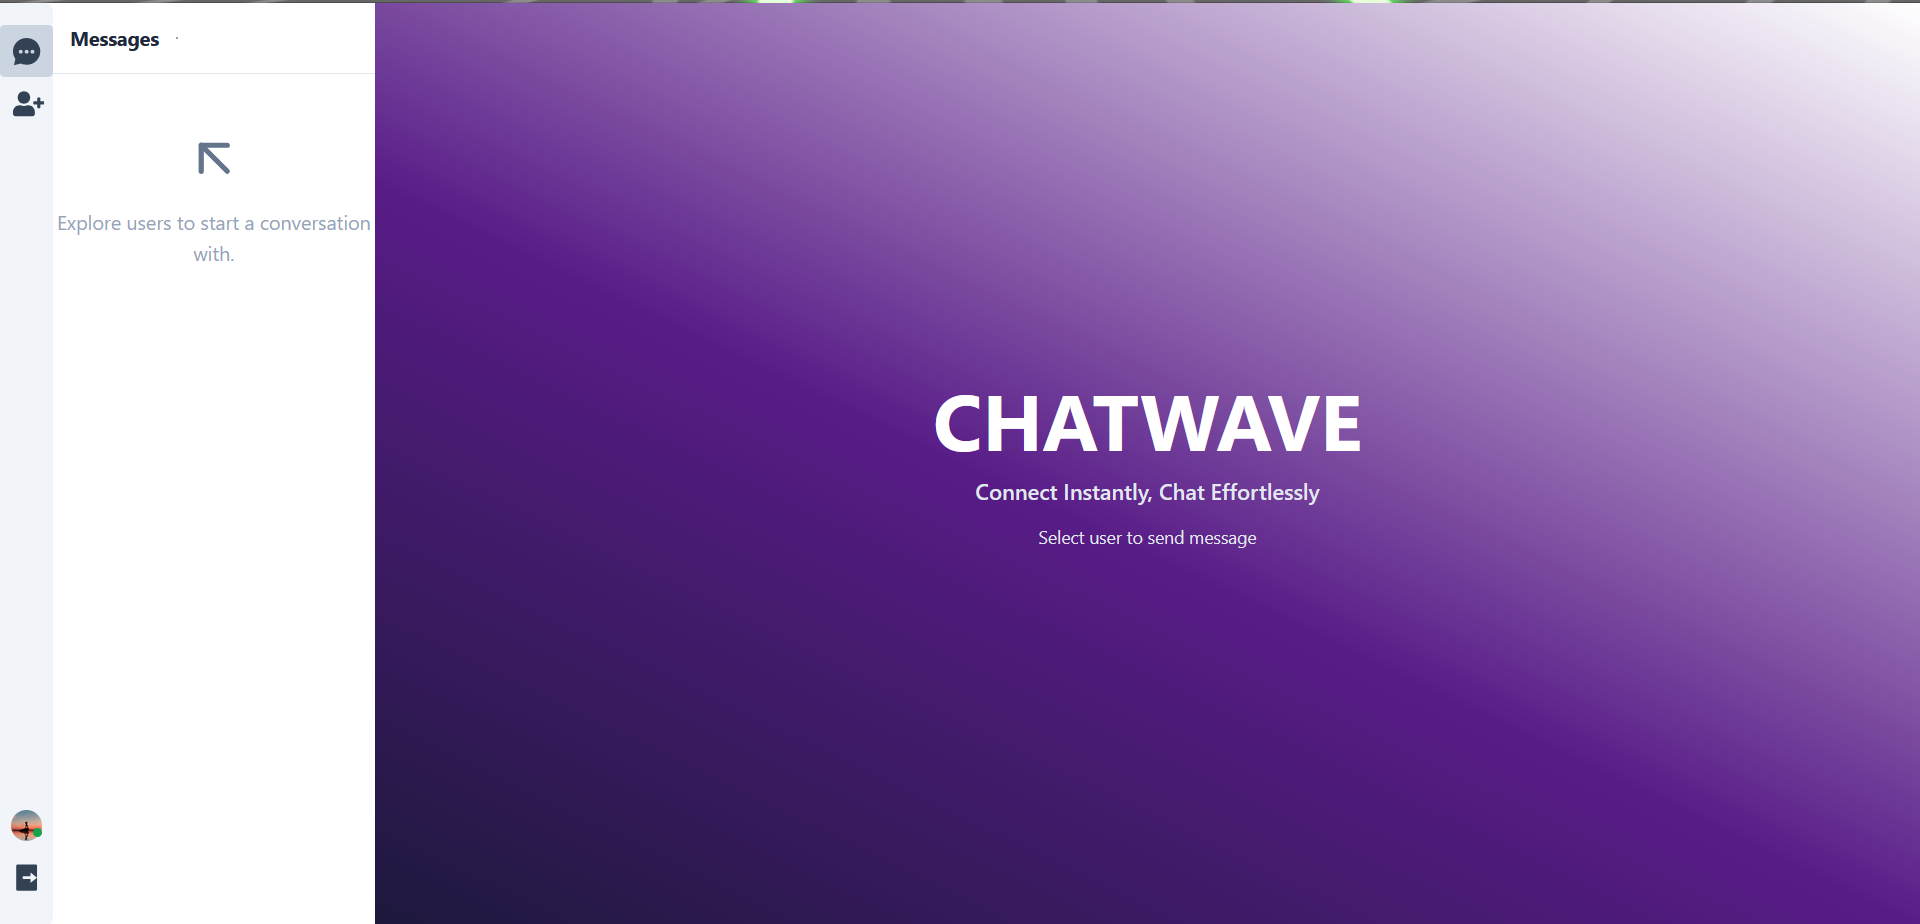 Messages
Explore users to start a conversation
with.
CHATWAVE
Connect Instantly, Chat Effortlessly
Select user to send message